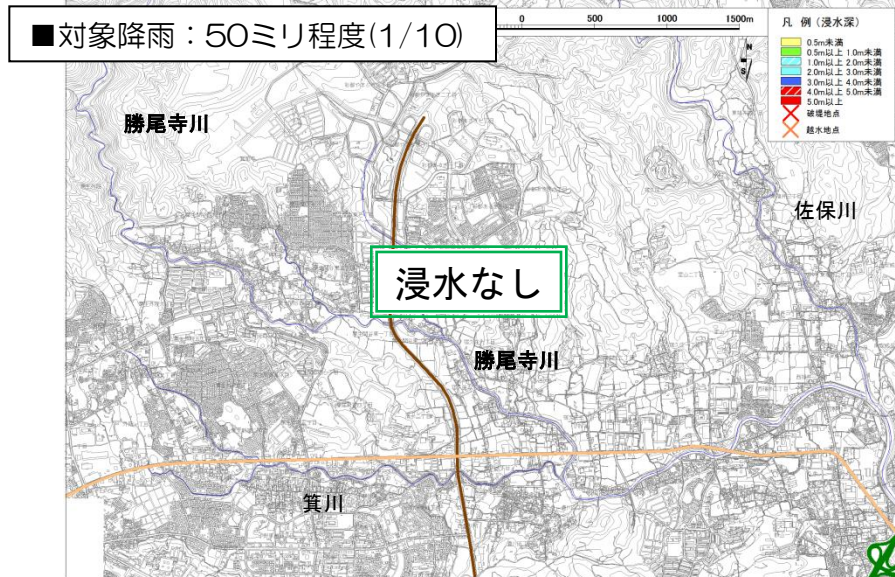 ■対象降雨：50ミリ程度(1/10)
0 500 1000 1500m
N
S
凡 例（浸水深）
0.5m未満
0.5m以上 1.0m未満
1.0m以上 2.0m未満
2.0m以上 3.0m未満
3.0m以上 4.0m未満
4.0m以上 5.0m未満
5.0m以上
破堤地点
越水地点
勝尾寺川
佐保川
浸水なし
勝尾寺川
箕川